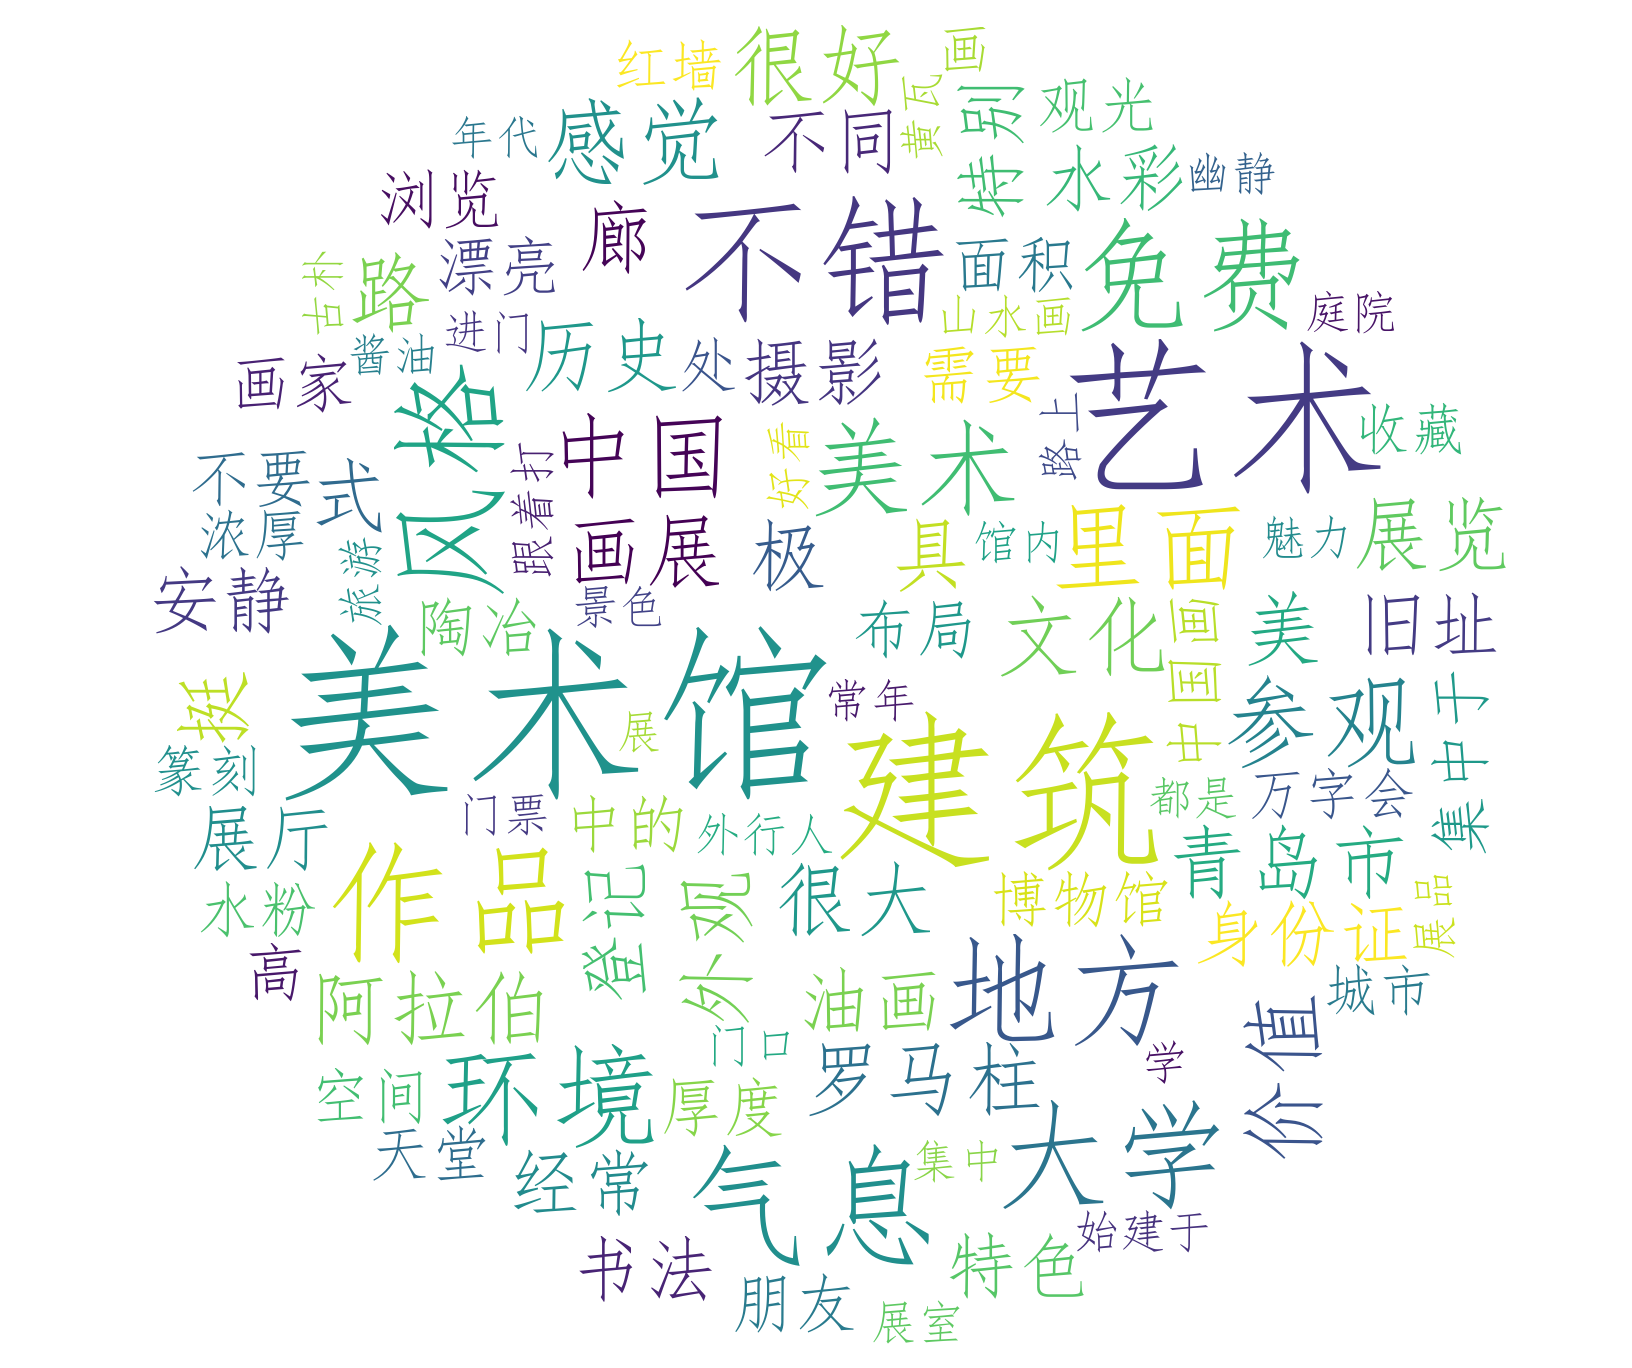 红墙
很好
画
黄瓦
特别
观光
年代
感觉
不同
水彩
幽静
浏览
廊
不错
面积
免费
古朴
路
漂亮
山水画
庭院
酱油
进门
历史
处
摄影
需要
画家
风格
艺术
路上
收藏
中国
好看
美术
跟着打
不要
式
浓厚
旅游
画展
极
具
馆内
里面
魅力
展览
安静
陶冶
景色
布局
文化
中国画
美
旧址
美术馆
展
常年
挺
建筑
参观
集中于
篆刻
门票
中的
外行人
都是
万字会
展厅
作品
登记
外观
很大
博物馆
青岛市
水粉
身份证
展品
高
阿拉伯
油画
地方
价值
城市
空间
环境
厚度
门口
罗马柱
学
天堂
经常
气息
集中
大学
书法
特色
始建于
朋友
展室